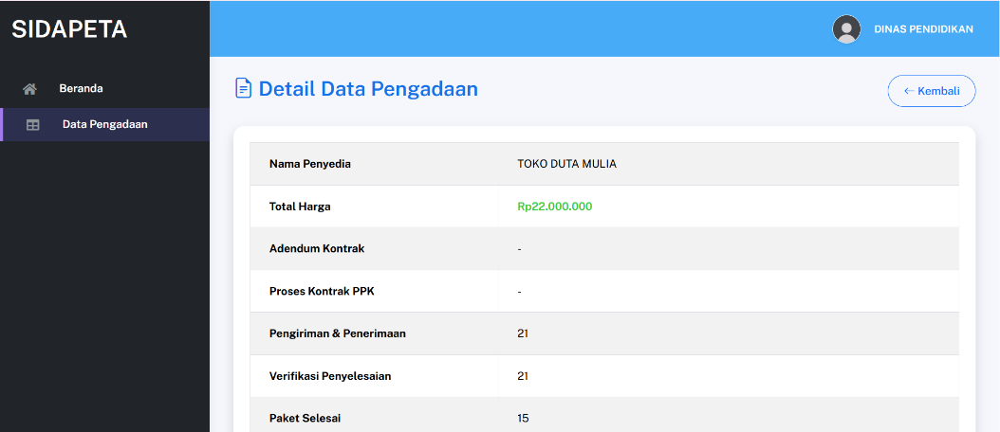 SIDAPETA
DINAS PENDIDIKAN
Beranda
Data Pengadaan
Detail Data Pengadaan
← Kembali
Nama Penyedia TOKO DUTA MULIA
Total Harga Rp22.000.000
Adendum Kontrak -
Proses Kontrak PPK -
Pengiriman & Penerimaan 21
Verifikasi Penyelesaian 21
Paket Selesai 15